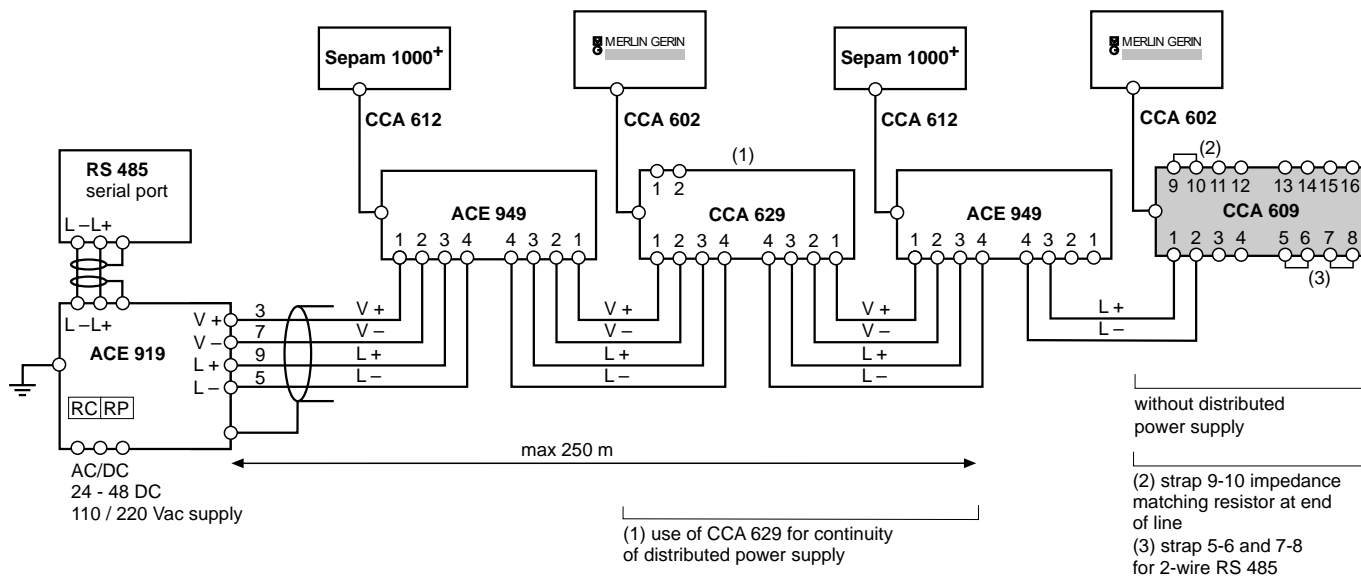 Sepam 1000+
MERLIN GERIN
Sepam 1000+
MERLIN GERIN
CCA 612
CCA 602
CCA 612
CCA 602
RS 485
serial port
L – L+
(1)
(2)
1 2
9 10 11 12 13 14 15 16
ACE 949
CCA 629
ACE 949
CCA 609
1 2 3 4 4 3 2 1
1 2 3 4 4 3 2 1
1 2 3 4 4 3 2 1
1 2 3 4 5 6 7 8
(3)
L – L+
ACE 919
RC RP
V + 3 V +
V – 7 V –
L + 9 L +
L – 5 L –
V +
V –
L +
L –
V +
V –
L +
L –
L +
L –
AC/DC
24 - 48 DC
110 / 220 Vac supply
max 250 m
(1) use of CCA 629 for continuity
of distributed power supply
without distributed
power supply
(2) strap 9-10 impedance
matching resistor at end
of line
(3) strap 5-6 and 7-8
for 2-wire RS 485